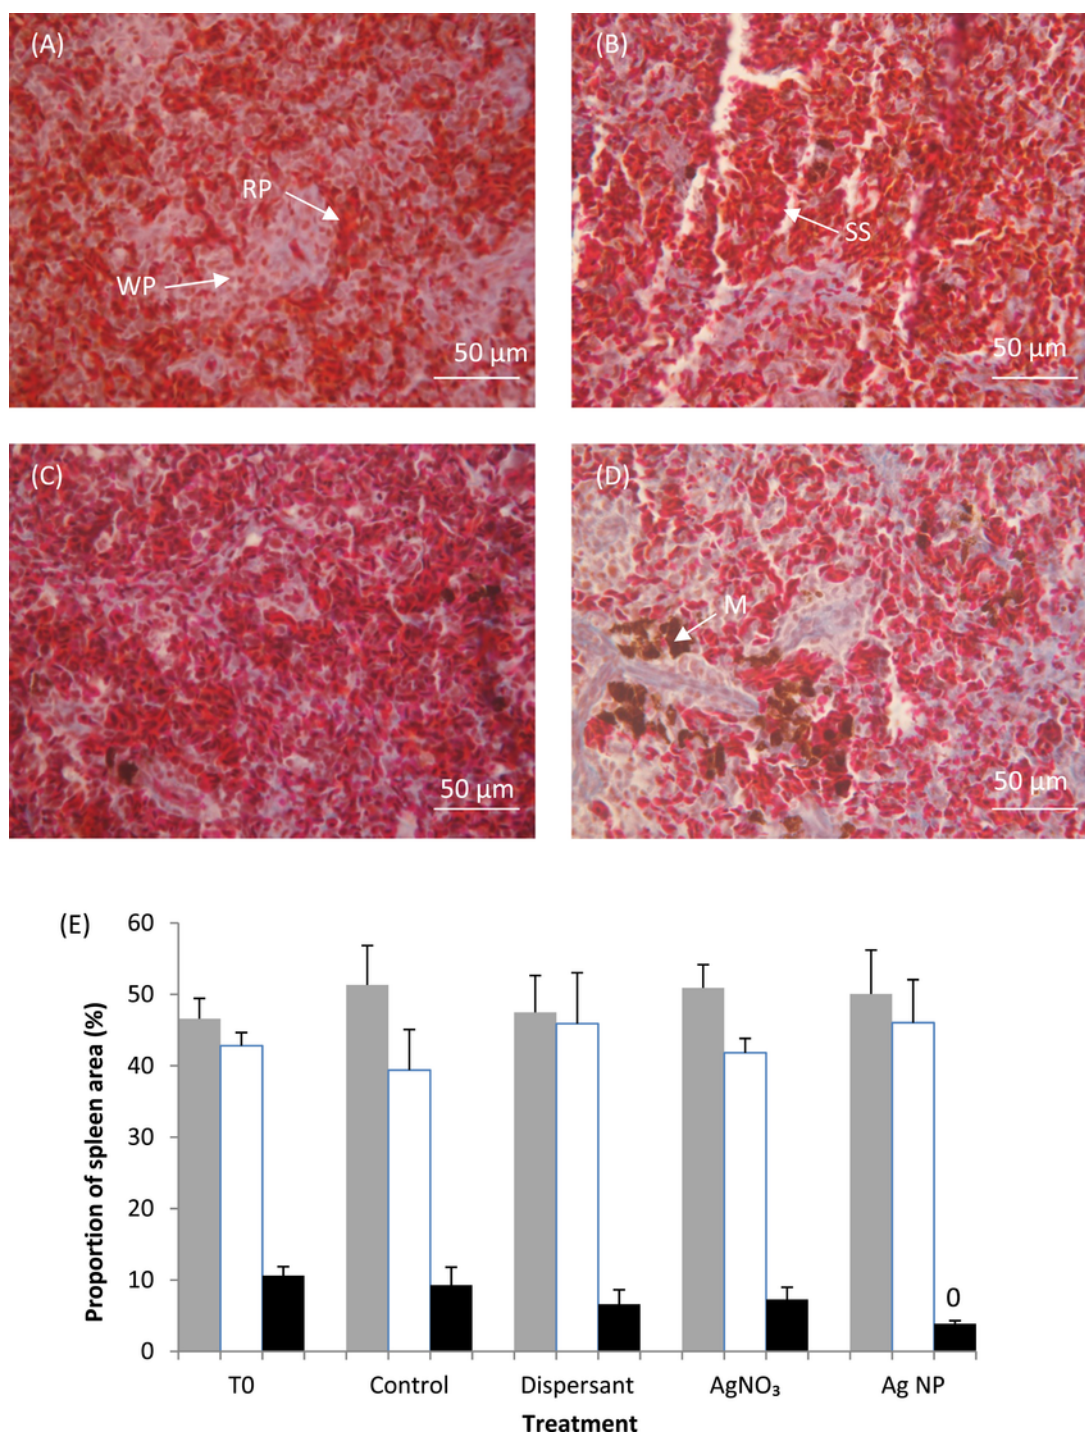 (A)
RP
WP
50 µm
(B)
SS
50 µm
(C)
50 µm
(D)
M
50 µm
(E)
Proportion of spleen area (%)
60
50
40
30
20
10
0
0
T0 Control Dispersant AgNO₃ Ag NP
Treatment